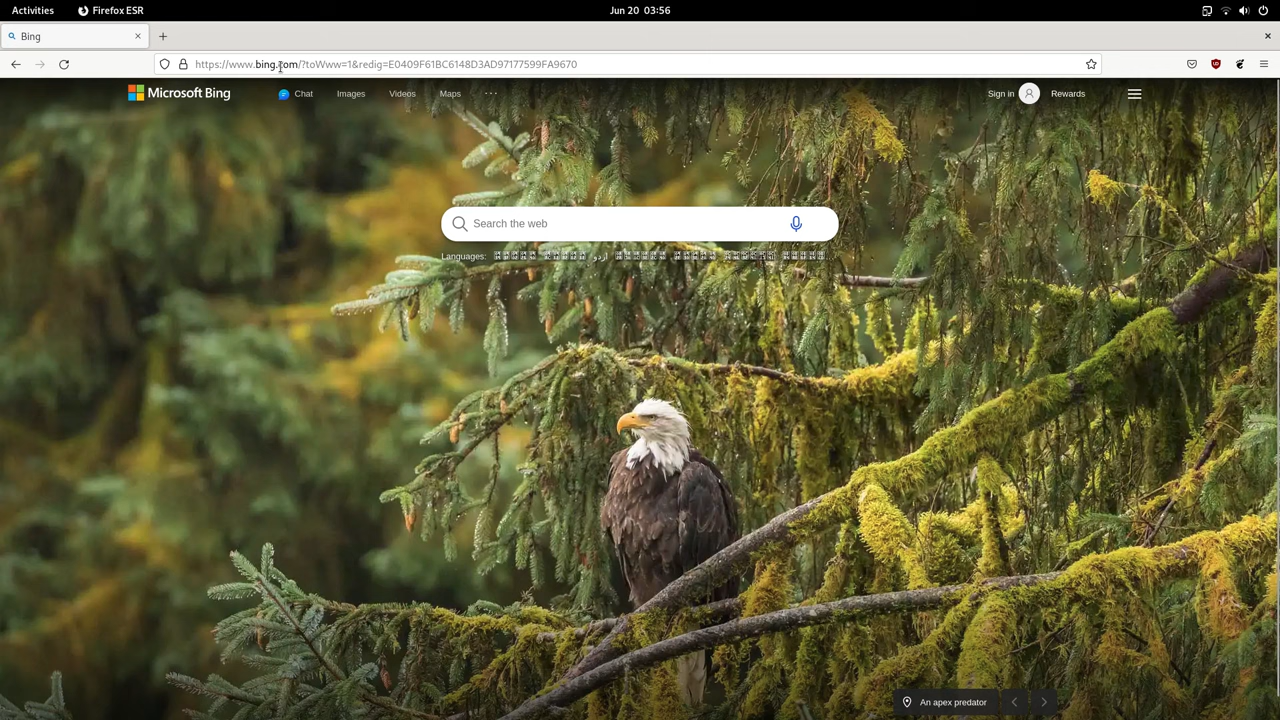 Activities Firefox ESR Jun 20 03:56
Bing
https://www.bing.com/?toWww=1&redig=E0409F61BC6148D3AD97177599FA9670
Microsoft Bing Chat Images Videos Maps ··· Sign in Rewards
Search the web
Languages: اردو
An apex predator